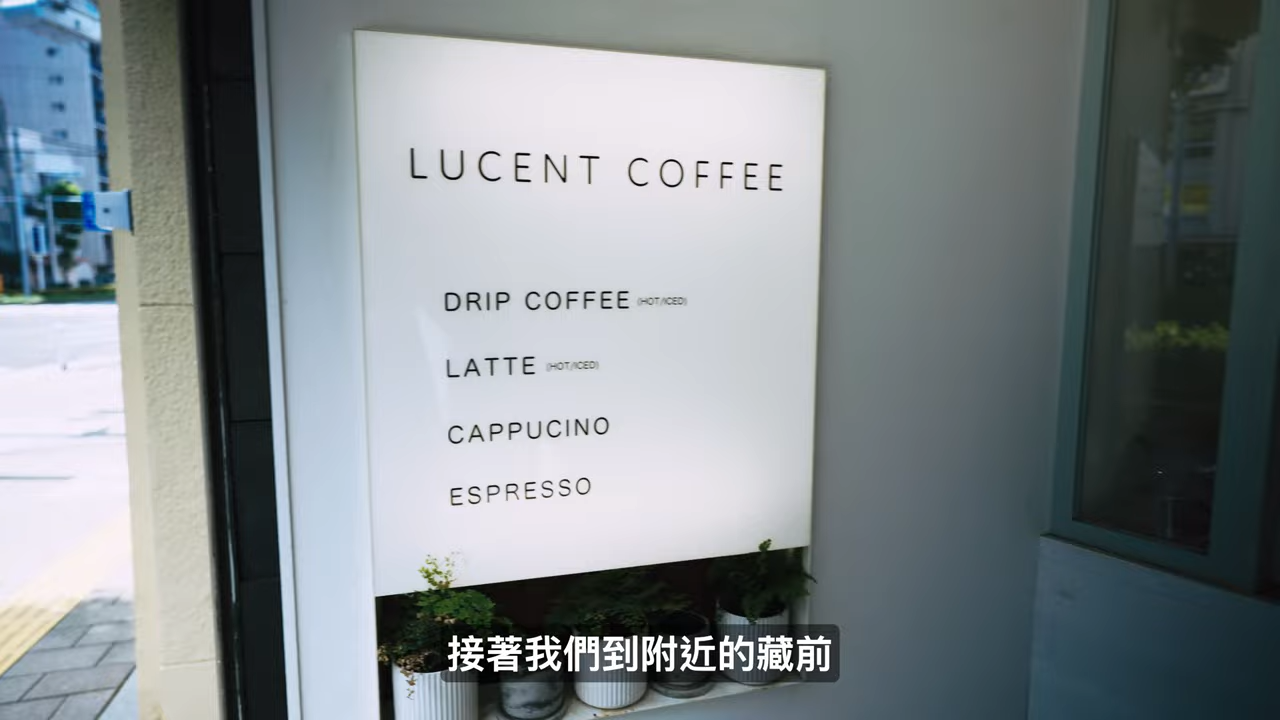 LUCENT COFFEE
DRIP COFFEE (HOT/ICED)
LATTE (HOT/ICED)
CAPPUCINO
ESPRESSO
接著我們到附近的藏前